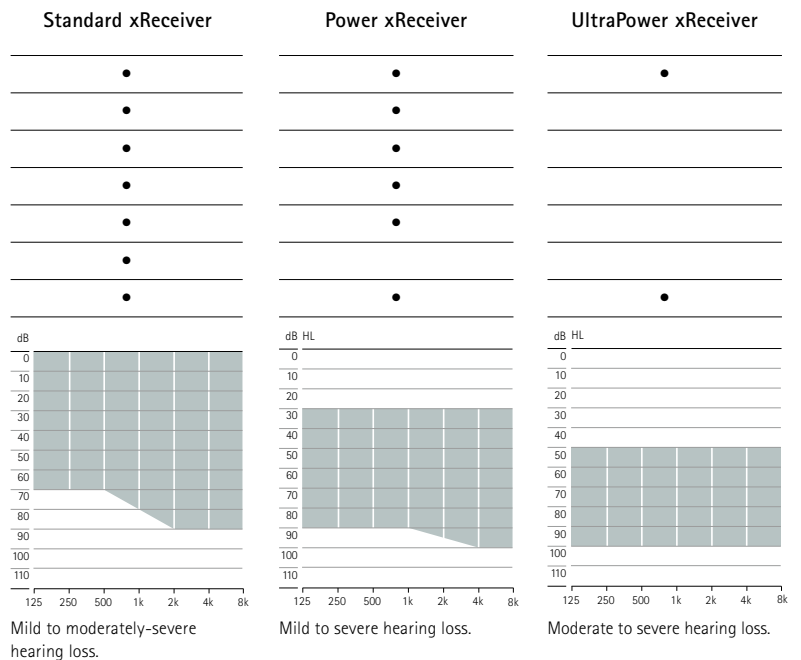 Standard xReceiver
Power xReceiver
UltraPower xReceiver
dB
0
10
20
30
40
50
60
70
80
90
100
110
125 250 500 1k 2k 4k 8k
Mild to moderately-severe
hearing loss.
dB HL
0
10
20
30
40
50
60
70
80
90
100
110
125 250 500 1k 2k 4k 8k
Mild to severe hearing loss.
dB HL
0
10
20
30
40
50
60
70
80
90
100
110
125 250 500 1k 2k 4k 8k
Moderate to severe hearing loss.